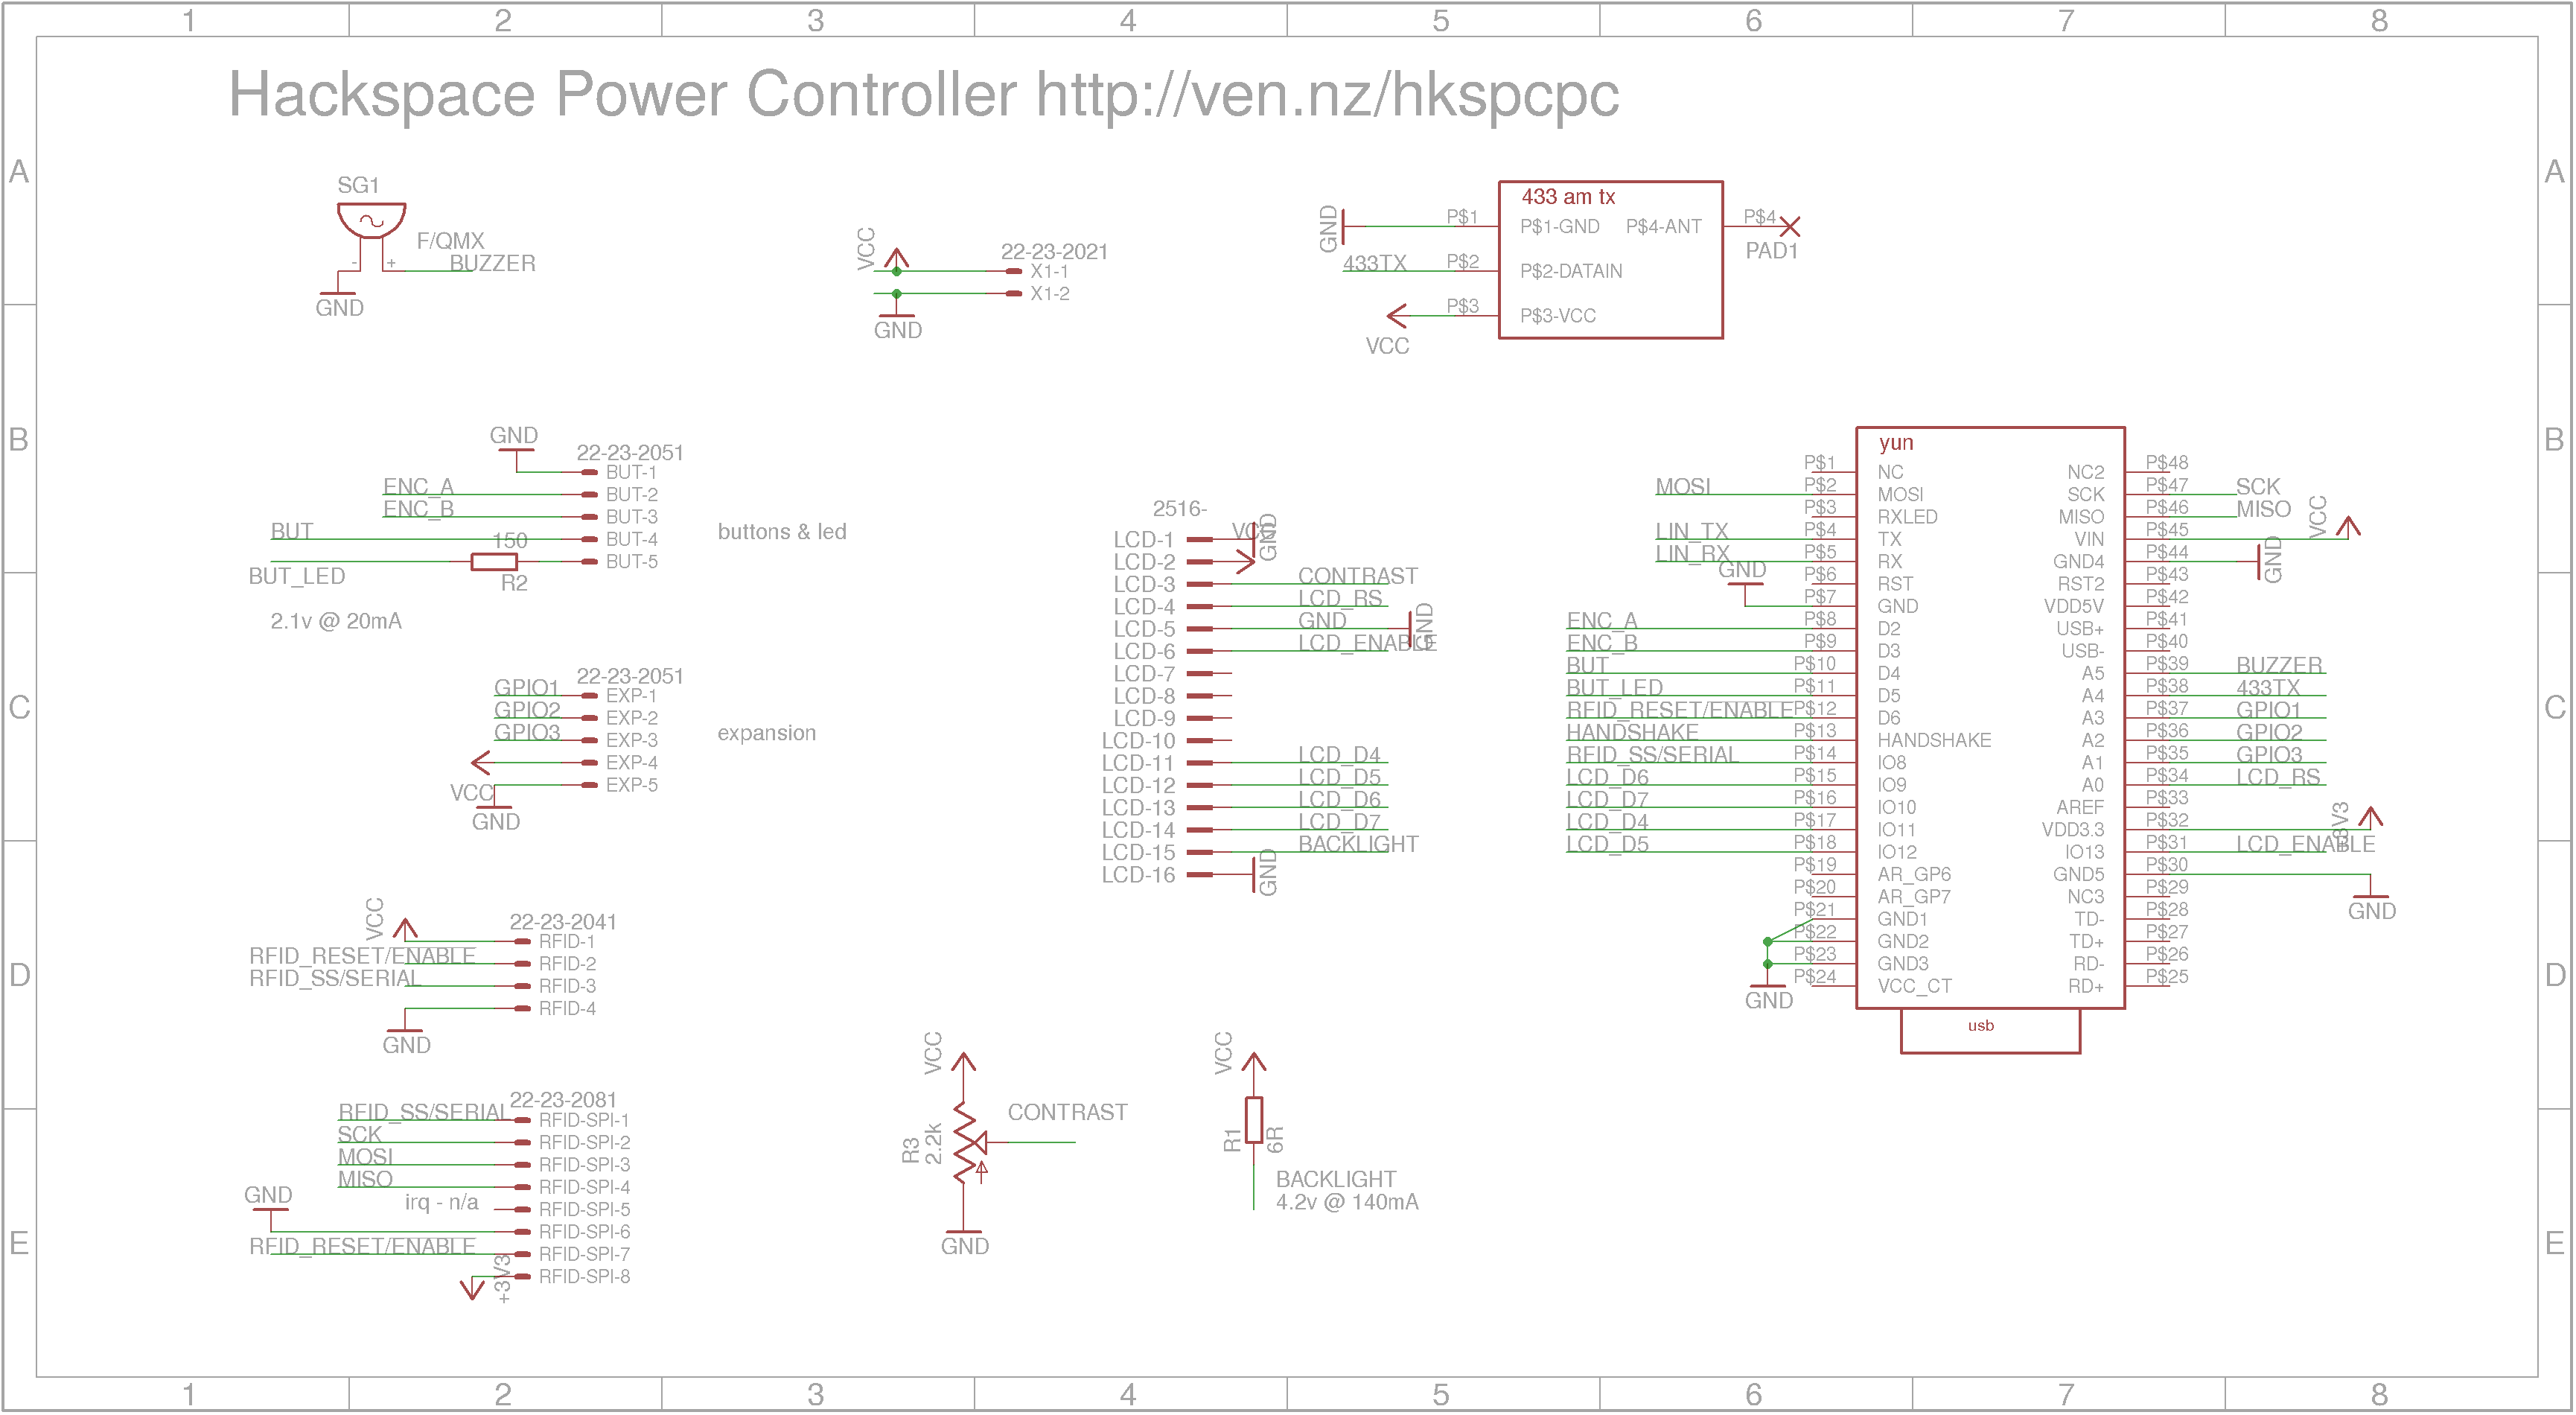 1 2 3 4 5 6 7 8
Hackspace Power Controller http://ven.nz/hkspcpc
A A
SG1
F/QMX
- +
BUZZER
GND
VCC
22-23-2021
X1-1
X1-2
GND
433 am tx
GND P$1 P$1-GND P$4-ANT P$4
PAD1
433TX P$2 P$2-DATAIN
P$3 P$3-VCC
VCC
B B
GND
22-23-2051
BUT-1
ENC_A BUT-2
ENC_B BUT-3
BUT BUT-4
150
BUT-5
BUT_LED R2
2.1v @ 20mA
buttons & led
22-23-2051
GPIO1 EXP-1
GPIO2 EXP-2
GPIO3 EXP-3
EXP-4
VCC EXP-5
GND
expansion
C C
2516-
LCD-1 VCC GND
LCD-2
LCD-3 CONTRAST
LCD-4 LCD_RS
LCD-5 GND GND
LCD-6 LCD_ENABLE
LCD-7
LCD-8
LCD-9
LCD-10
LCD-11 LCD_D4
LCD-12 LCD_D5
LCD-13 LCD_D6
LCD-14 LCD_D7
LCD-15 BACKLIGHT
LCD-16 GND
yun
P$1 NC NC2 P$48
MOSI P$2 MOSI SCK P$47 SCK
P$3 RXLED MISO P$46 MISO
LIN_TX P$4 TX VIN P$45 VCC
LIN_RX P$5 RX GND4 P$44 GND
GND P$6 RST RST2 P$43
P$7 GND VDD5V P$42
ENC_A P$8 D2 USB+ P$41
ENC_B P$9 D3 USB- P$40
BUT P$10 D4 A5 P$39 BUZZER
BUT_LED P$11 D5 A4 P$38 433TX
RFID_RESET/ENABLE P$12 D6 A3 P$37 GPIO1
HANDSHAKE P$13 HANDSHAKE A2 P$36 GPIO2
RFID_SS/SERIAL P$14 IO8 A1 P$35 GPIO3
LCD_D6 P$15 IO9 A0 P$34 LCD_RS
LCD_D7 P$16 IO10 AREF P$33
LCD_D4 P$17 IO11 VDD3.3 P$32 +3V3
LCD_D5 P$18 IO12 IO13 P$31 LCD_ENABLE
P$19 AR_GP6 GND5 P$30
P$20 AR_GP7 NC3 P$29
GND
P$21 GND1 TD- P$28
P$22 GND2 TD+ P$27
P$23 GND3 RD- P$26
P$24 VCC_CT RD+ P$25
GND
usb
D D
VCC
22-23-2041
RFID-1
RFID_RESET/ENABLE RFID-2
RFID_SS/SERIAL RFID-3
RFID-4
GND
22-23-2081
RFID_SS/SERIAL RFID-SPI-1
SCK RFID-SPI-2
MOSI RFID-SPI-3
MISO RFID-SPI-4
GND irq - n/a RFID-SPI-5
RFID-SPI-6
RFID_RESET/ENABLE RFID-SPI-7
+3V3 RFID-SPI-8
VCC
CONTRAST
R3
2.2k
GND
VCC
R1
6R
BACKLIGHT
4.2v @ 140mA
E E
1 2 3 4 5 6 7 8